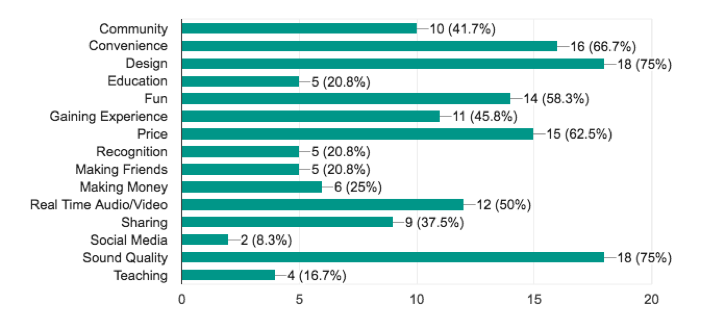 Community 10 (41.7%)
Convenience 16 (66.7%)
Design 18 (75%)
Education 5 (20.8%)
Fun 14 (58.3%)
Gaining Experience 11 (45.8%)
Price 15 (62.5%)
Recognition 5 (20.8%)
Making Friends 5 (20.8%)
Making Money 6 (25%)
Real Time Audio/Video 12 (50%)
Sharing 9 (37.5%)
Social Media 2 (8.3%)
Sound Quality 18 (75%)
Teaching 4 (16.7%)
0 5 10 15 20